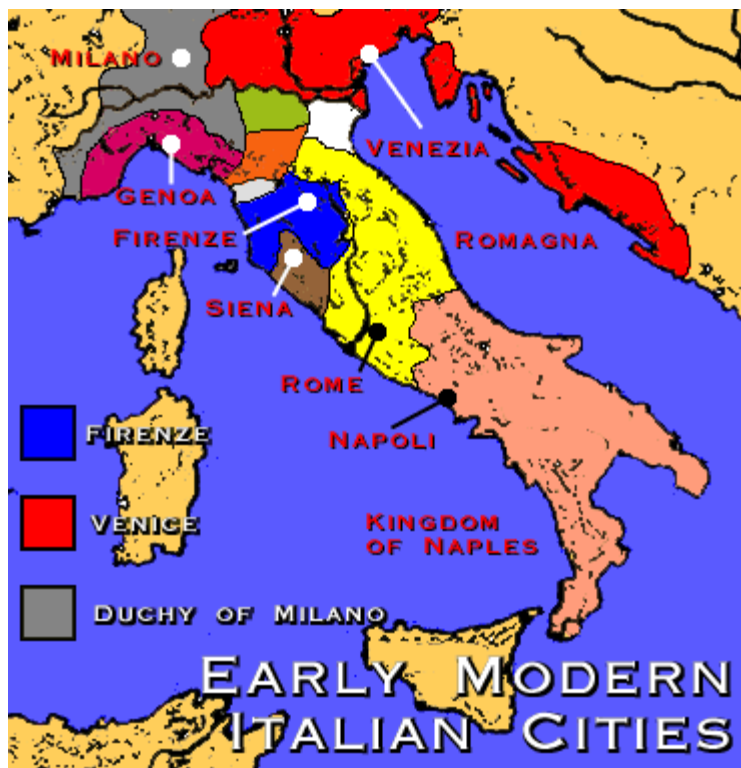 MILANO
VENEZIA
GENOA
FIRENZE
ROMAGNA
SIENA
ROME
NAPOLI
FIRENZE
VENICE
KINGDOM
OF NAPLES
DUCHY OF MILANO
EARLY MODERN
ITALIAN CITIES